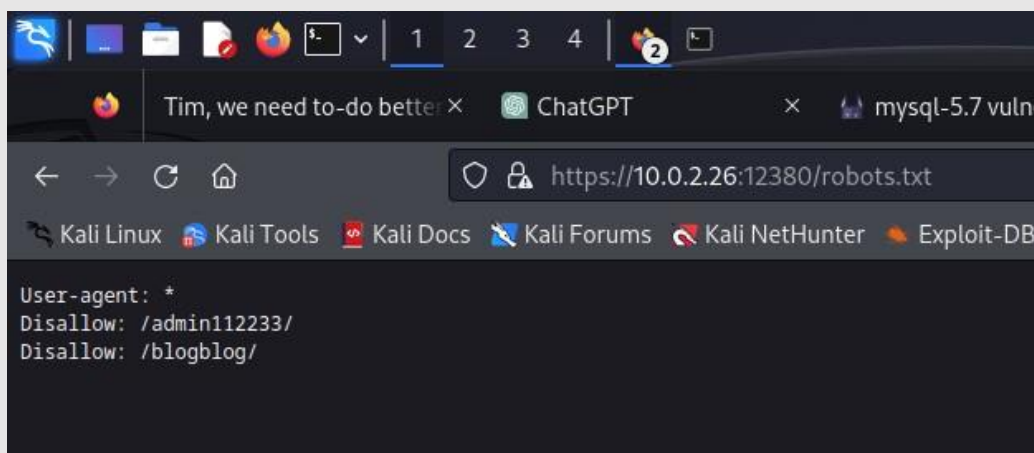 1 2 3 4 2
Tim, we need to-do better ChatGPT mysql-5.7 vuln
https://10.0.2.26:12380/robots.txt
Kali Linux Kali Tools Kali Docs Kali Forums Kali NetHunter Exploit-DB
User-agent: *
Disallow: /admin112233/
Disallow: /blogblog/